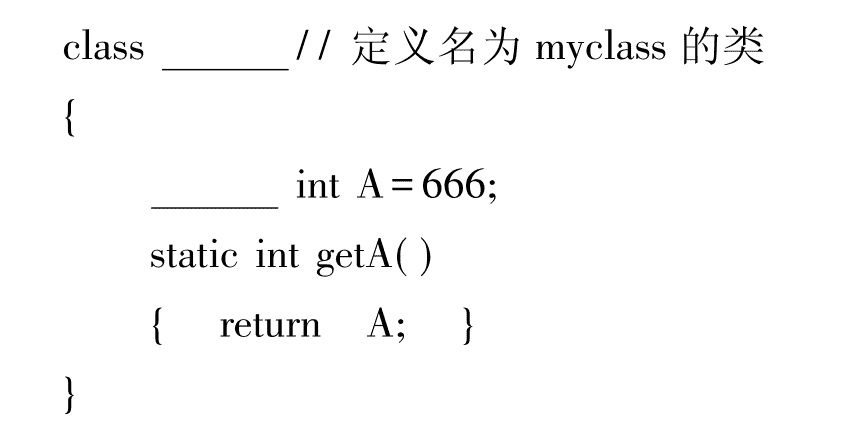 class ______// 定义名为 myclass 的类
{
______ int A=666;
static int getA( )
{ return A; }
}